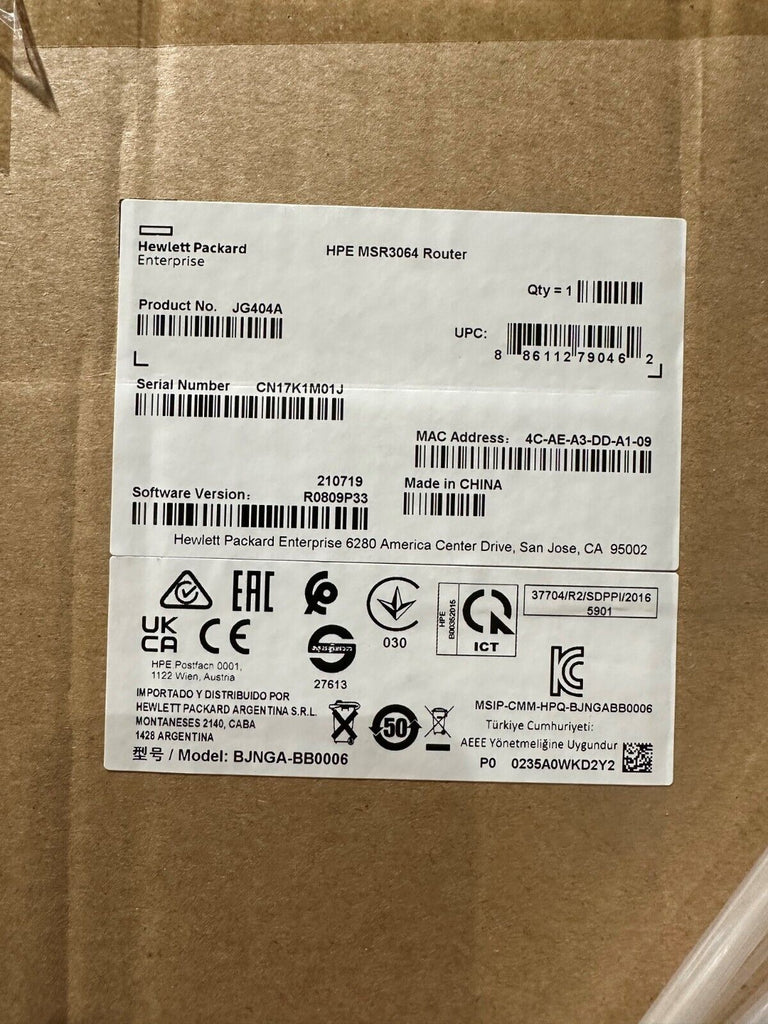 Hewlett Packard
Enterprise
HPE MSR3064 Router
Qty = 1
Product No. JG404A
UPC:
8 86112 79046 2
Serial Number CN17K1M01J
MAC Address: 4C-AE-A3-DD-A1-09
210719
Software Version: R0809P33
Made in CHINA
Hewlett Packard Enterprise 6280 America Center Drive, San Jose, CA 95002
EAC
030
HPE
B00352015
ICT
37704/R2/SDPPI/2016
5901
UK
CA
CE
27613
HPE Postfach 0001,
1122 Wien, Austria
MSIP-CMM-HPQ-BJNGABB0006
IMPORTADO Y DISTRIBUIDO POR
HEWLETT PACKARD ARGENTINA S.R.L.
MONTANESES 2140, CABA
1428 ARGENTINA
50
Türkiye Cumhuriyeti:
AEEE Yönetmeliğine Uygundur
型号 / Model: BJNGA-BB0006
P0 0235A0WKD2Y2